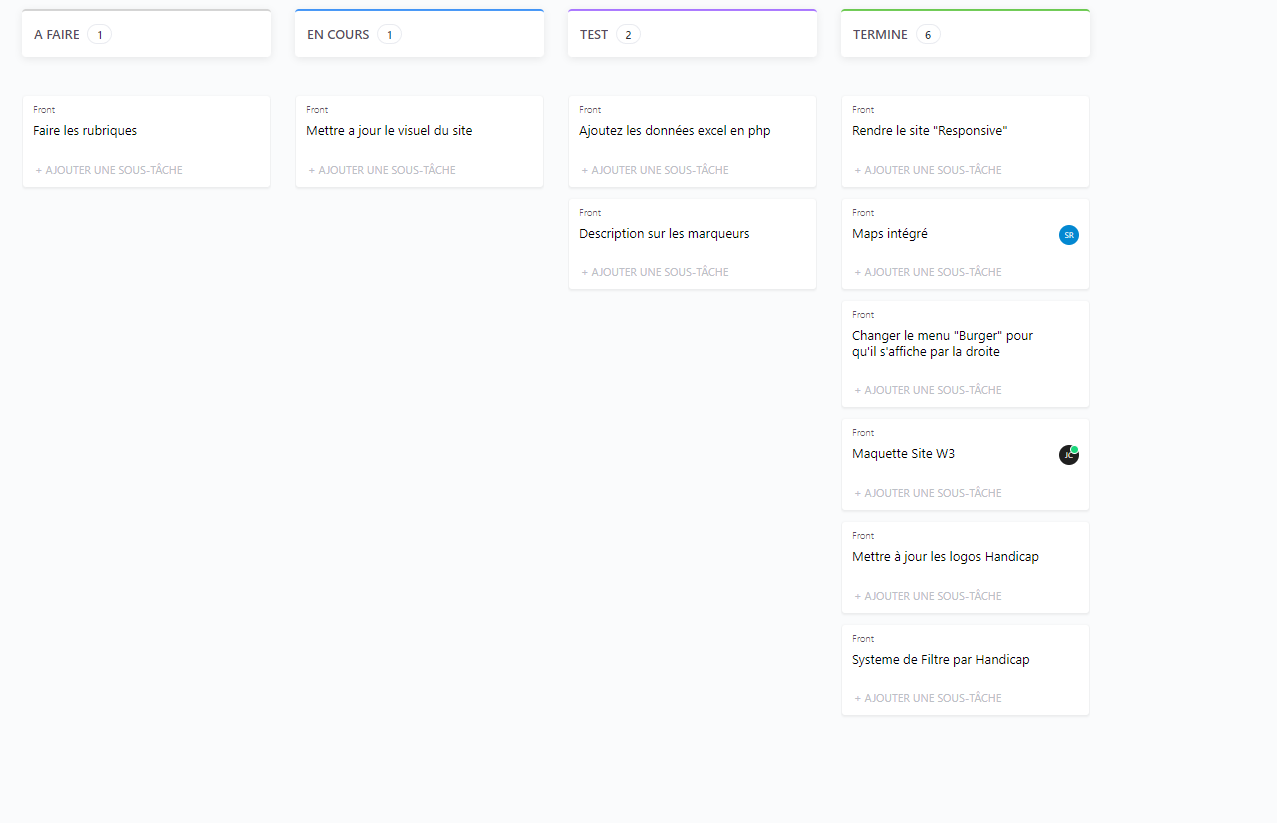 A FAIRE 1
Front
Faire les rubriques
+ AJOUTER UNE SOUS-TÂCHE
EN COURS 1
Front
Mettre a jour le visuel du site
+ AJOUTER UNE SOUS-TÂCHE
TEST 2
Front
Ajoutez les données excel en php
+ AJOUTER UNE SOUS-TÂCHE
Front
Description sur les marqueurs
+ AJOUTER UNE SOUS-TÂCHE
TERMINE 6
Front
Rendre le site "Responsive"
+ AJOUTER UNE SOUS-TÂCHE
Front
Maps intégré
SR
+ AJOUTER UNE SOUS-TÂCHE
Front
Changer le menu "Burger" pour
qu'il s'affiche par la droite
+ AJOUTER UNE SOUS-TÂCHE
Front
Maquette Site W3
JC
+ AJOUTER UNE SOUS-TÂCHE
Front
Mettre à jour les logos Handicap
+ AJOUTER UNE SOUS-TÂCHE
Front
Systeme de Filtre par Handicap
+ AJOUTER UNE SOUS-TÂCHE